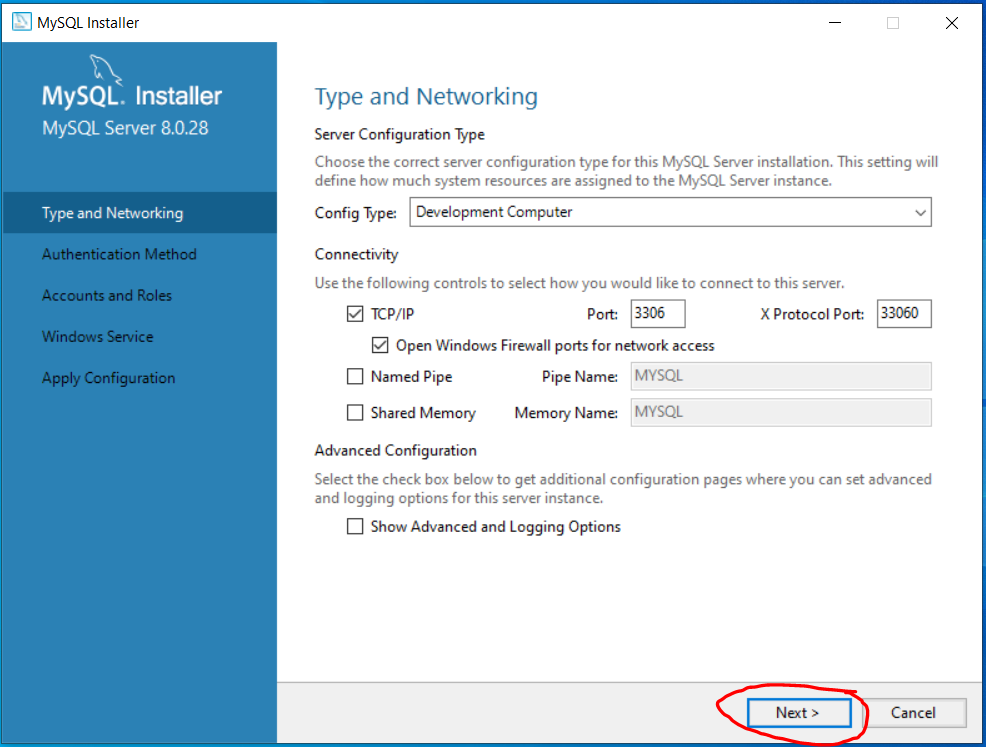 MySQL Installer
MySQL. Installer
MySQL Server 8.0.28
Type and Networking
Authentication Method
Accounts and Roles
Windows Service
Apply Configuration
Type and Networking
Server Configuration Type
Choose the correct server configuration type for this MySQL Server installation. This setting will
define how much system resources are assigned to the MySQL Server instance.
Config Type: Development Computer
Connectivity
Use the following controls to select how you would like to connect to this server.
TCP/IP Port: 3306 X Protocol Port: 33060
Open Windows Firewall ports for network access
Named Pipe Pipe Name: MYSQL
Shared Memory Memory Name: MYSQL
Advanced Configuration
Select the check box below to get additional configuration pages where you can set advanced
and logging options for this server instance.
Show Advanced and Logging Options
Next > Cancel